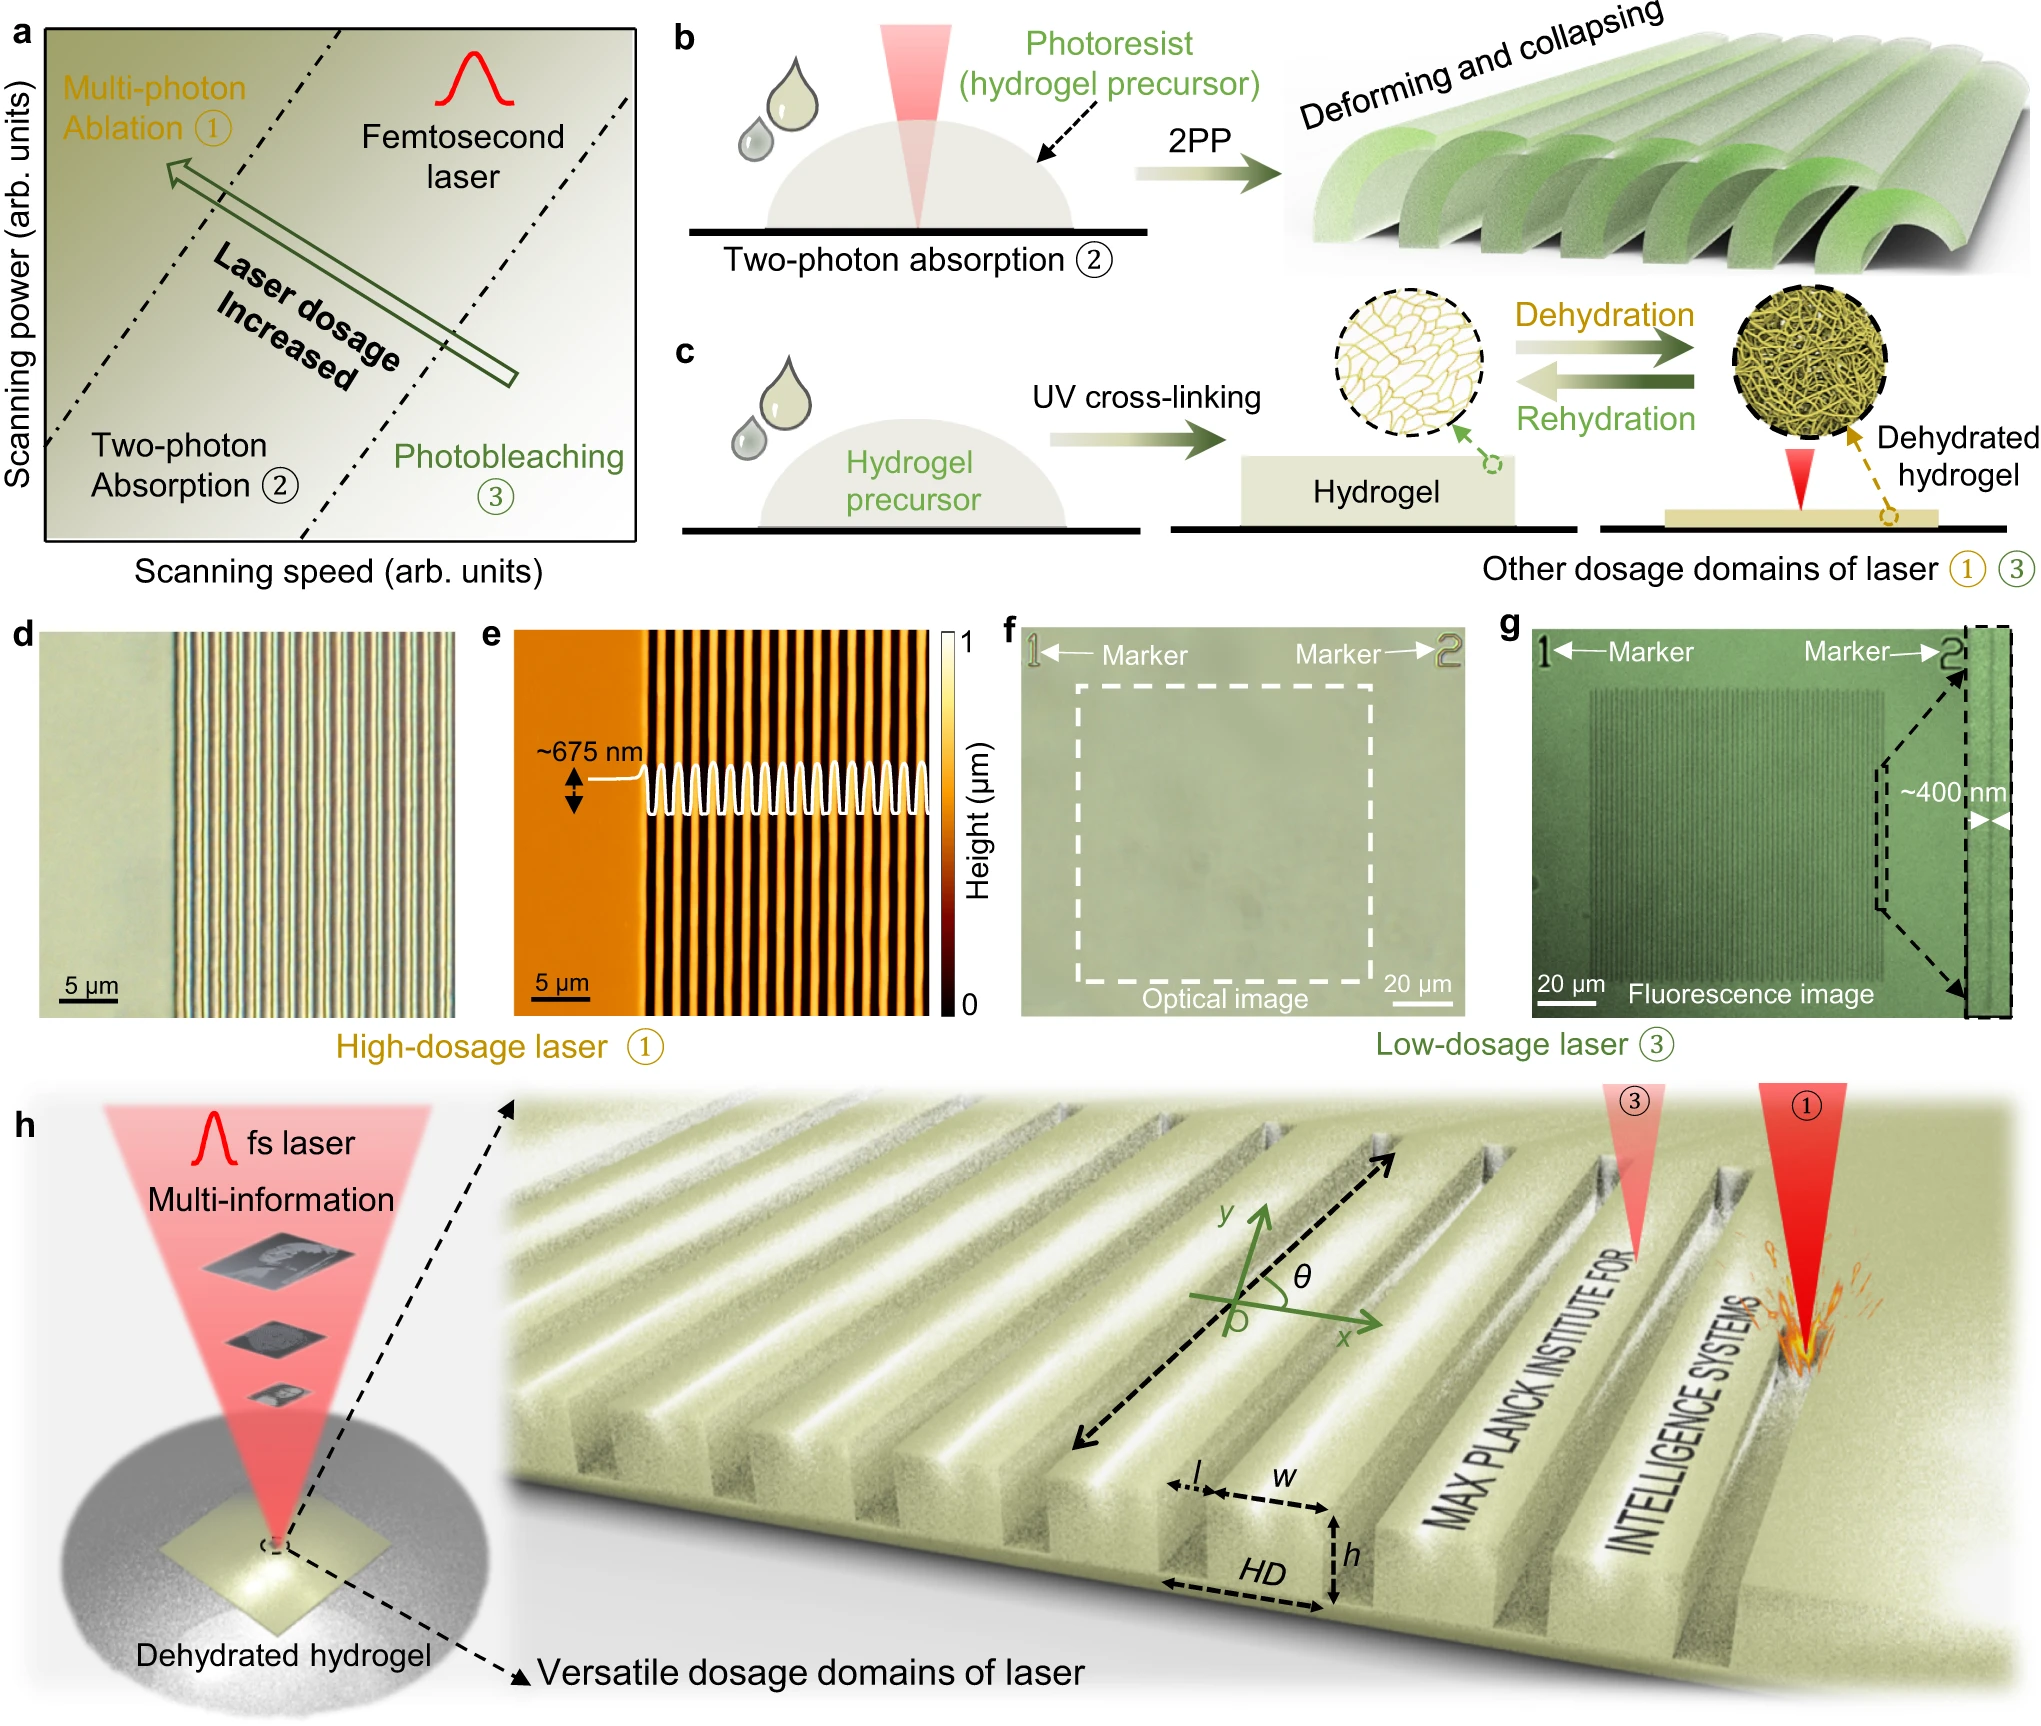 a
Scanning power (arb. units)
Multi-photon
Ablation ①
Femtosecond
laser
Laser dosage
Increased
Two-photon
Absorption ②
Photobleaching
③
Scanning speed (arb. units)
b
Photoresist
(hydrogel precursor)
2PP
Deforming and collapsing
Two-photon absorption ②
c
Hydrogel
precursor
UV cross-linking
Hydrogel
Dehydration
Rehydration
Dehydrated
hydrogel
Other dosage domains of laser ① ③
d
5 µm
e
~675 nm
5 µm
1
Height (µm)
0
High-dosage laser ①
f
1
Marker
Marker
2
Optical image
20 µm
g
1
Marker
Marker
2
~400 nm
20 µm
Fluorescence image
Low-dosage laser ③
h
fs laser
Multi-information
Dehydrated hydrogel
Versatile dosage domains of laser
y
θ
O
x
l
w
h
HD
③
①
MAX PLANCK INSTITUTE FOR
INTELLIGENCE SYSTEMS